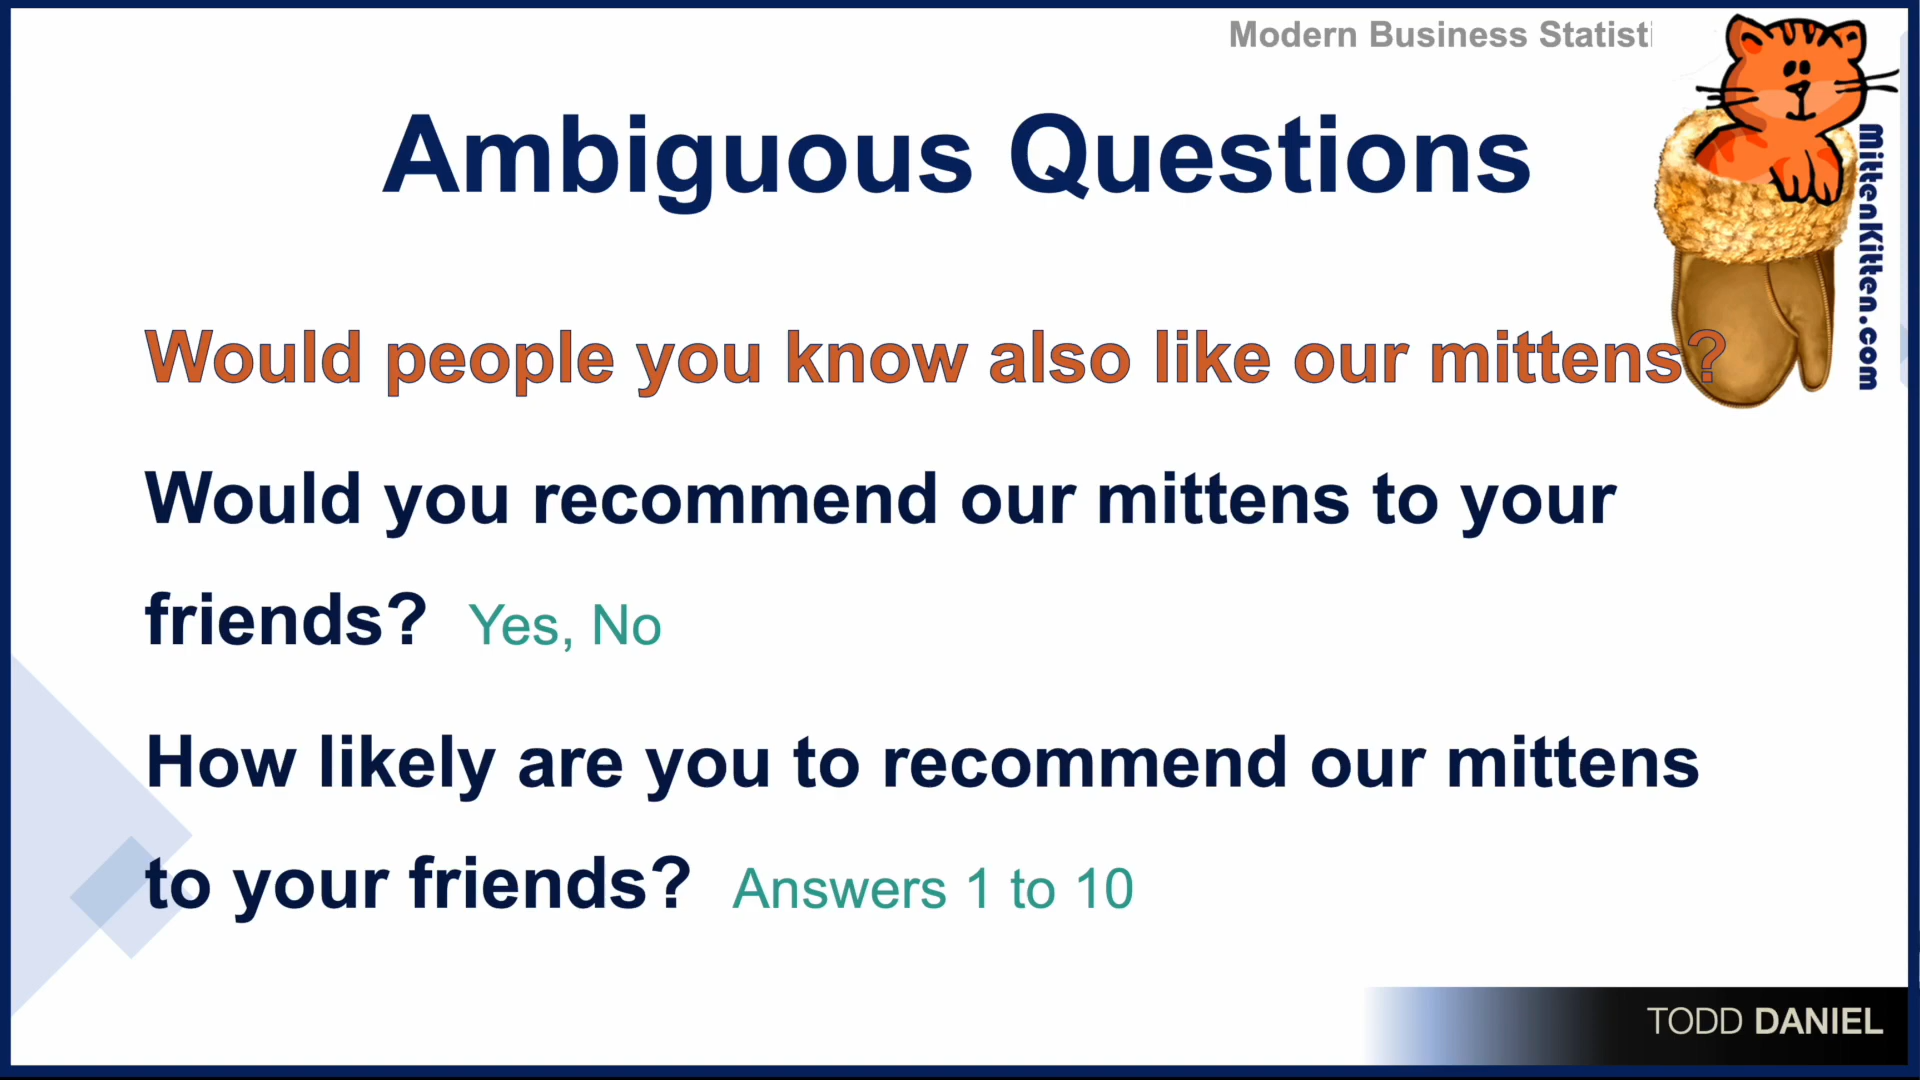 Modern Business Statisti
Ambiguous Questions
MittenKitten.com
Would people you know also like our mittens?
Would you recommend our mittens to your
friends? Yes, No
How likely are you to recommend our mittens
to your friends? Answers 1 to 10
TODD DANIEL